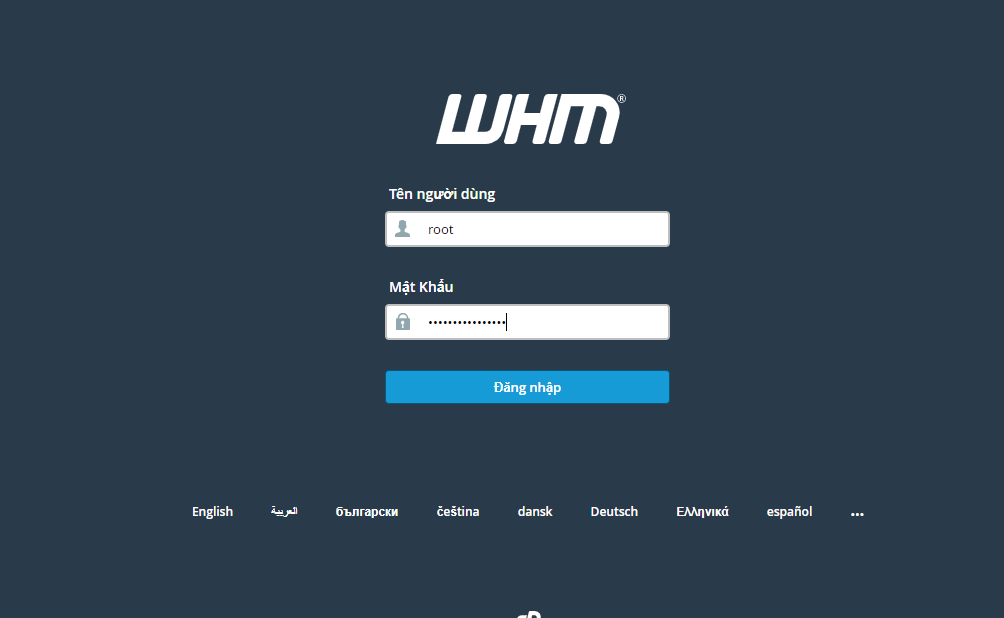 WHM®
Tên người dùng
root
Mật Khẩu
••••••••••••••••
Đăng nhập
English العربية български čeština dansk Deutsch Ελληνικά español ...